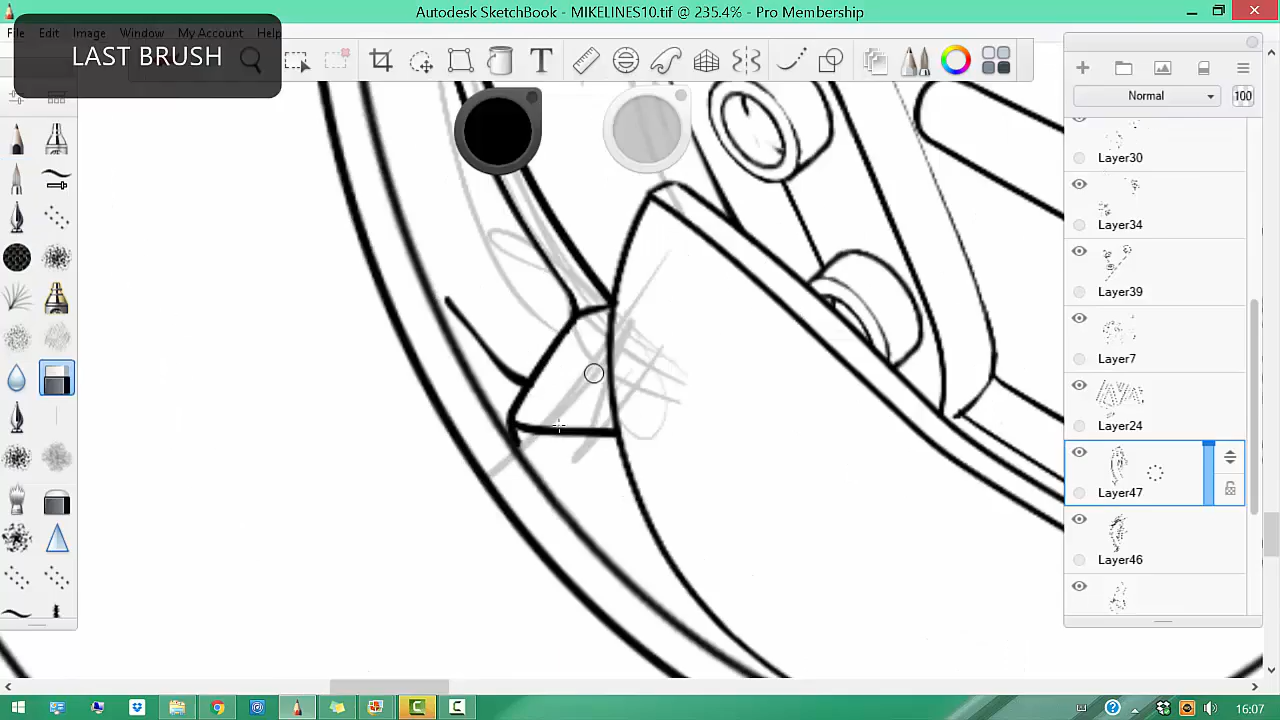 Autodesk SketchBook - MIKELINES10.tif @ 235.4% - Pro Membership
File Edit Image Window My Account Help
LAST BRUSH
T
Normal
100
Layer30
Layer34
Layer39
Layer7
Layer24
Layer47
Layer46
16:07